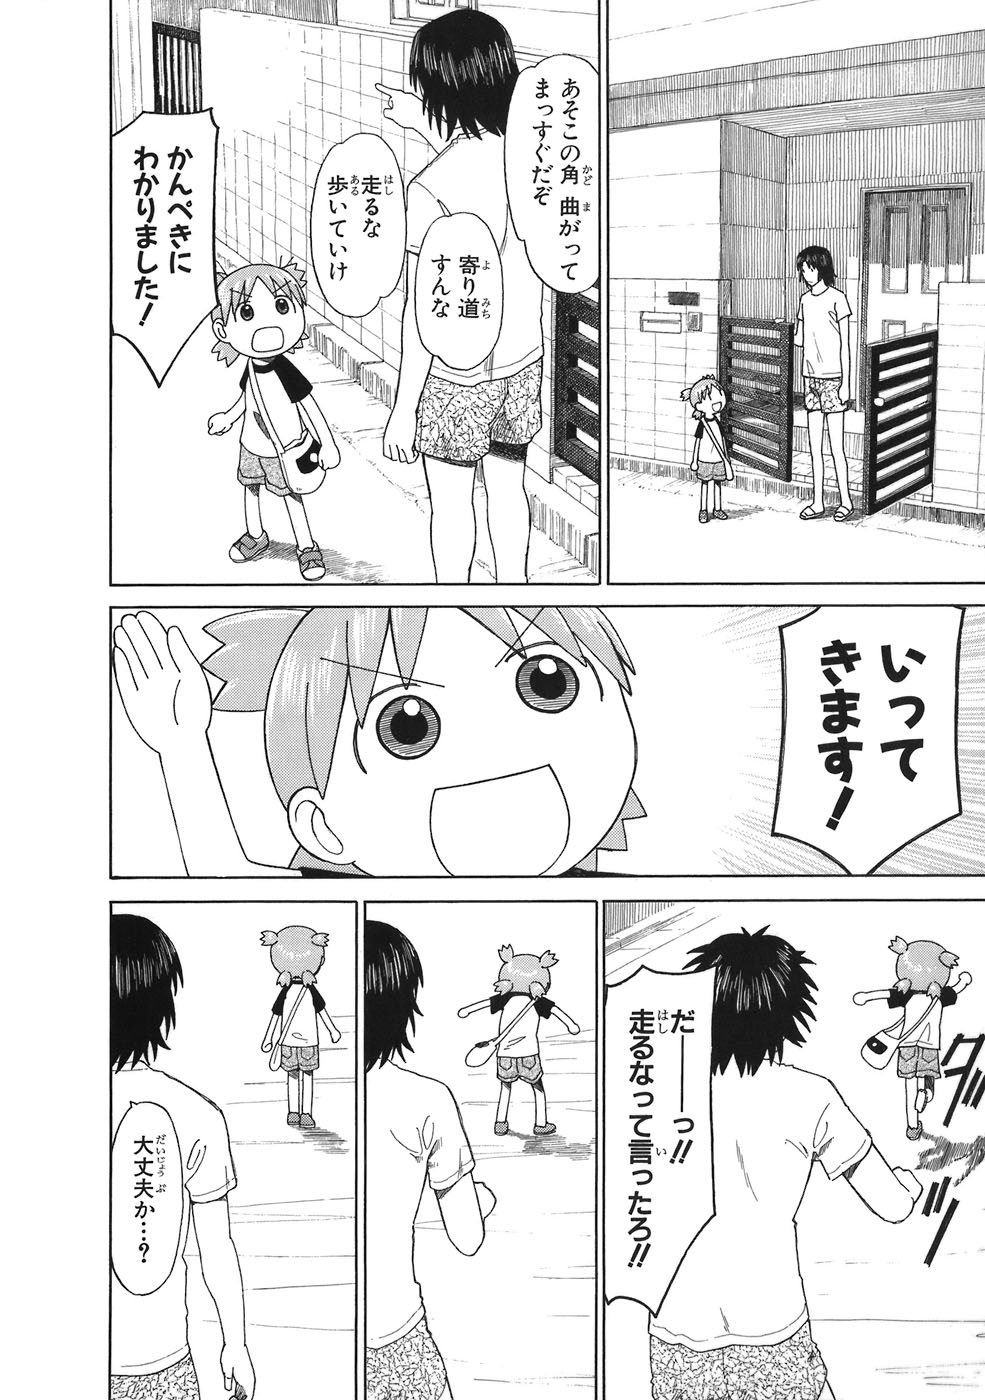 あそこの角 曲がって
まっすぐだぞ
寄り道
すんな
走るな
歩いていけ
かんぺきに
わかりました!
いって
きます!
ダッ
だーーっ!!
走るなって言ったろ!!
大丈夫か…?